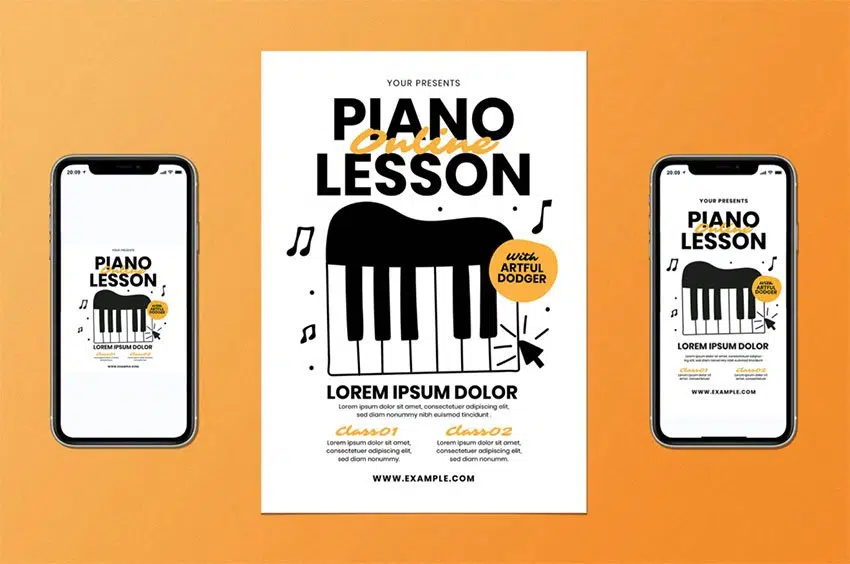 YOUR PRESENTS
PIANO
Online
LESSON
With
ARTFUL
DODGER
LOREM IPSUM DOLOR
Lorem ipsum dolor sit amet, consectetuer adipiscing elit,
sed diam nonummy nibh euismod tincidunt
Class01
Lorem ipsum dolor sit amet,
consectetuer adipiscing elit,
sed diam nonummy.
Class02
Lorem ipsum dolor sit amet,
consectetuer adipiscing elit,
sed diam nonumm.
WWW.EXAMPLE.COM
20:09
YOUR PRESENTS
PIANO
Online
LESSON
With
ARTFUL
DODGER
LOREM IPSUM DOLOR
Class01
Class02
WWW.EXAMPLE.COM
20:09
YOUR PRESENTS
PIANO
Online
LESSON
With
ARTFUL
DODGER
LOREM IPSUM DOLOR
Class01
Class02
WWW.EXAMPLE.COM